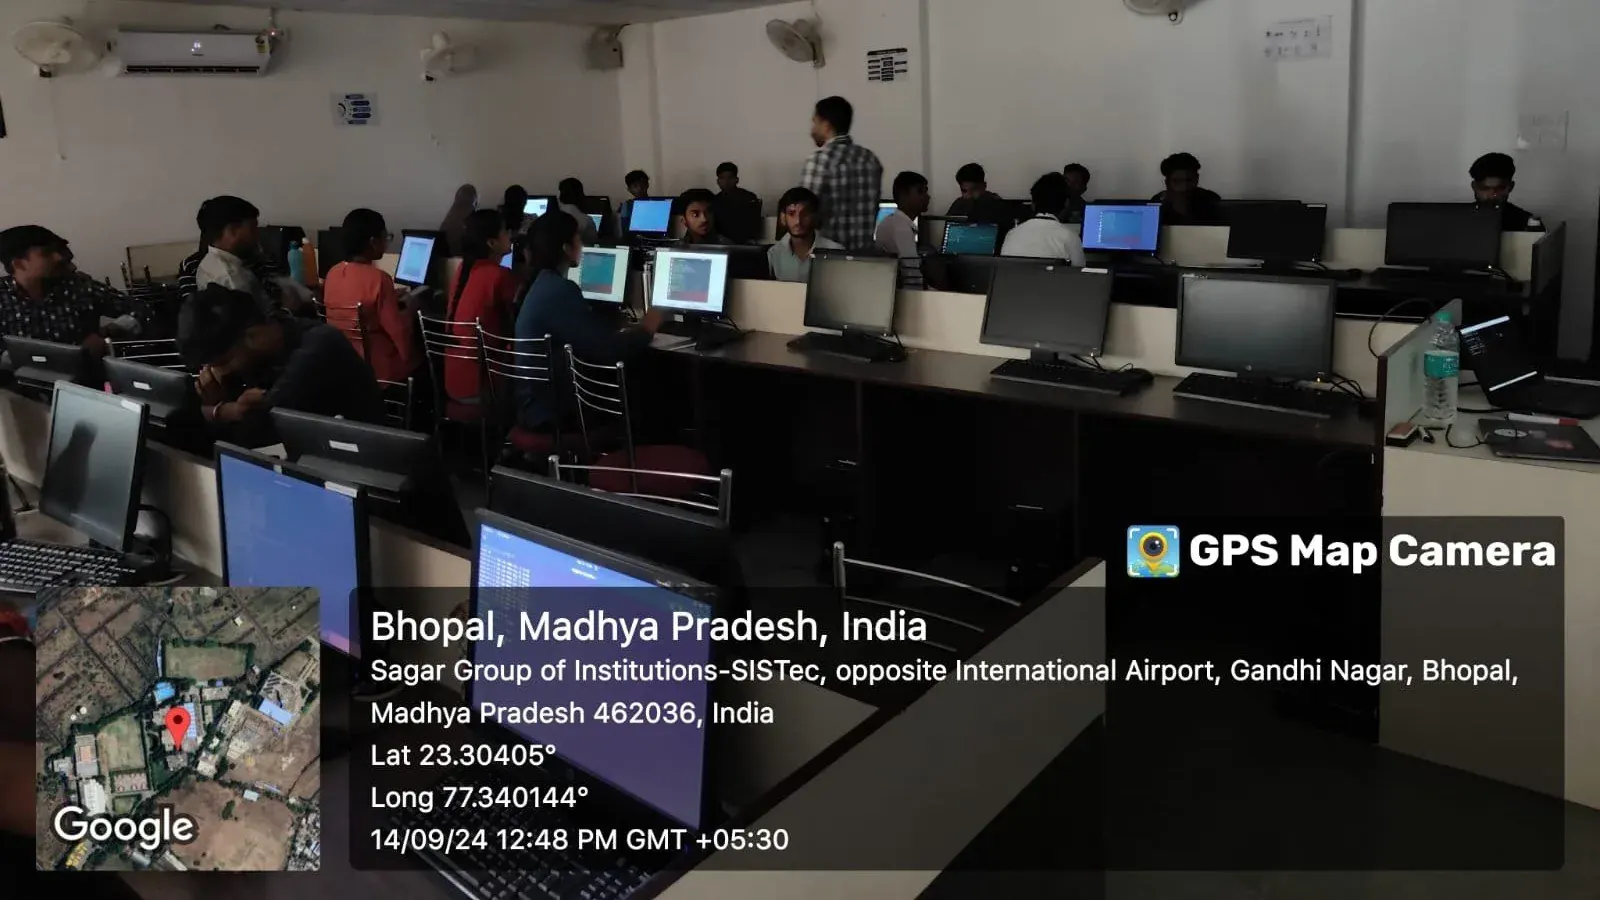 GPS Map Camera
Bhopal, Madhya Pradesh, India
Sagar Group of Institutions-SISTec, opposite International Airport, Gandhi Nagar, Bhopal,
Madhya Pradesh 462036, India
Lat 23.30405°
Long 77.340144°
14/09/24 12:48 PM GMT +05:30
Google